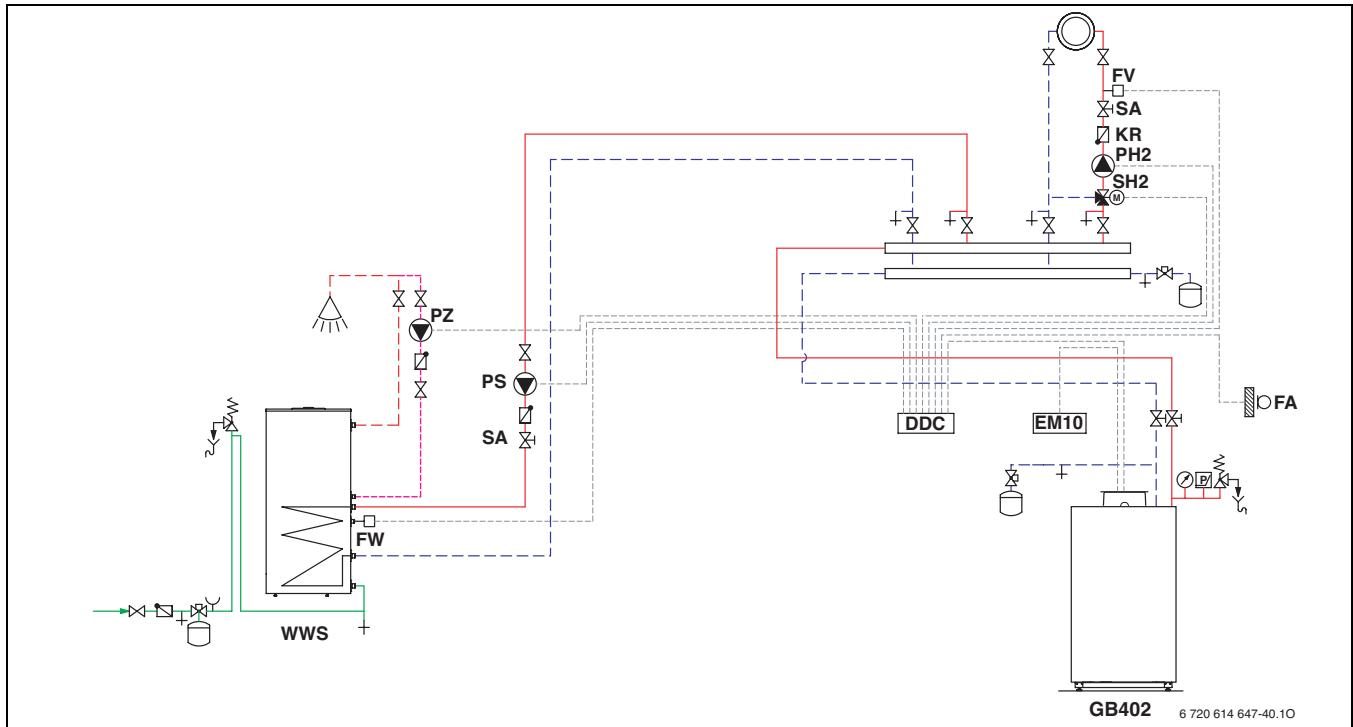 FV
SA
KR
PH2
SH2
M
PZ
PS
SA
DDC
EM10
FA
P
FW
WWS
GB402
6 720 614 647-40.1O